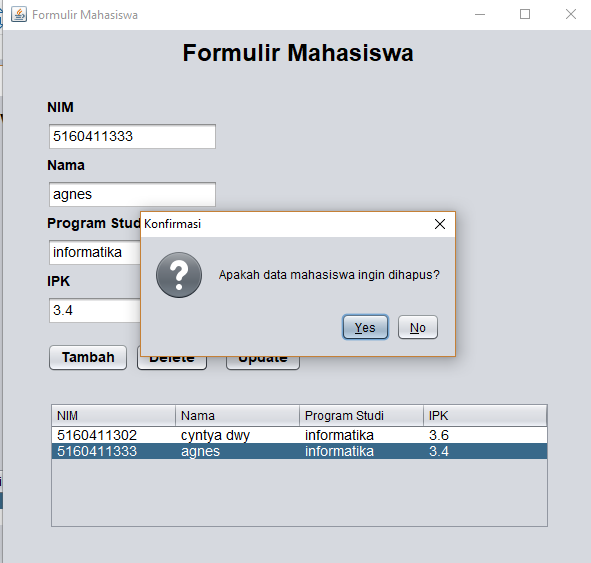 Formulir Mahasiswa
Formulir Mahasiswa
NIM
5160411333
Nama
agnes
Program Stud
informatika
IPK
3.4
Konfirmasi
Apakah data mahasiswa ingin dihapus?
Yes No
Tambah Delete Update
NIM Nama Program Studi IPK
5160411302 cyntya dwy informatika 3.6
5160411333 agnes informatika 3.4